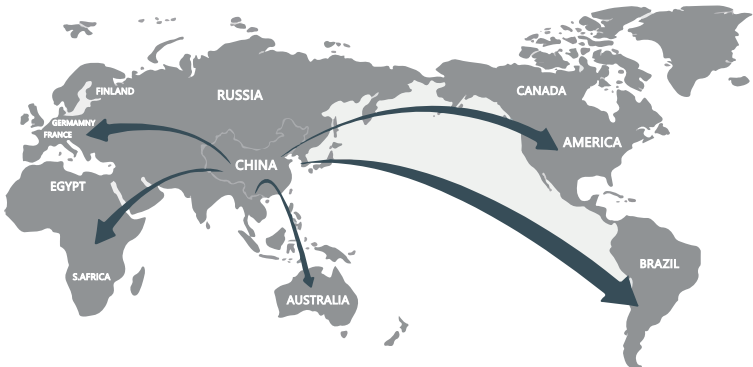 FINLAND
RUSSIA
CANADA
GERMAMNY
FRANCE
AMERICA
CHINA
EGYPT
BRAZIL
S.AFRICA
AUSTRALIA